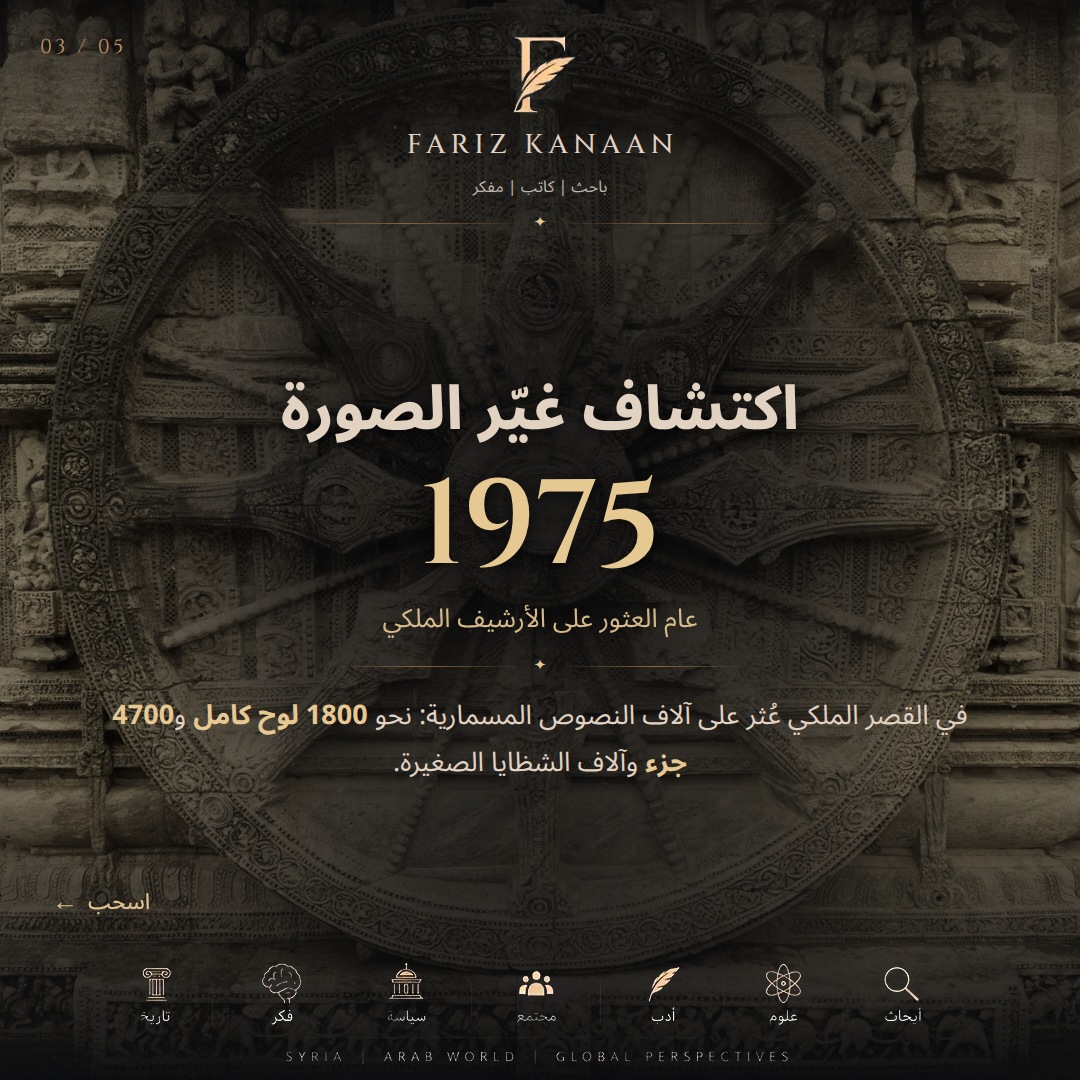 03 / 05
FARIZ KANAAN
باحث | كاتب | مفكر
اكتشاف غيّر الصورة
1975
عام العثور على الأرشيف الملكي
في القصر الملكي عُثر على آلاف النصوص المسمارية: نحو 1800 لوح كامل و4700
جزء وآلاف الشظايا الصغيرة.
اسحب ←
أبحاث
علوم
أدب
مجتمع
سياسة
فكر
تاريخ
SYRIA | ARAB WORLD | GLOBAL PERSPECTIVES